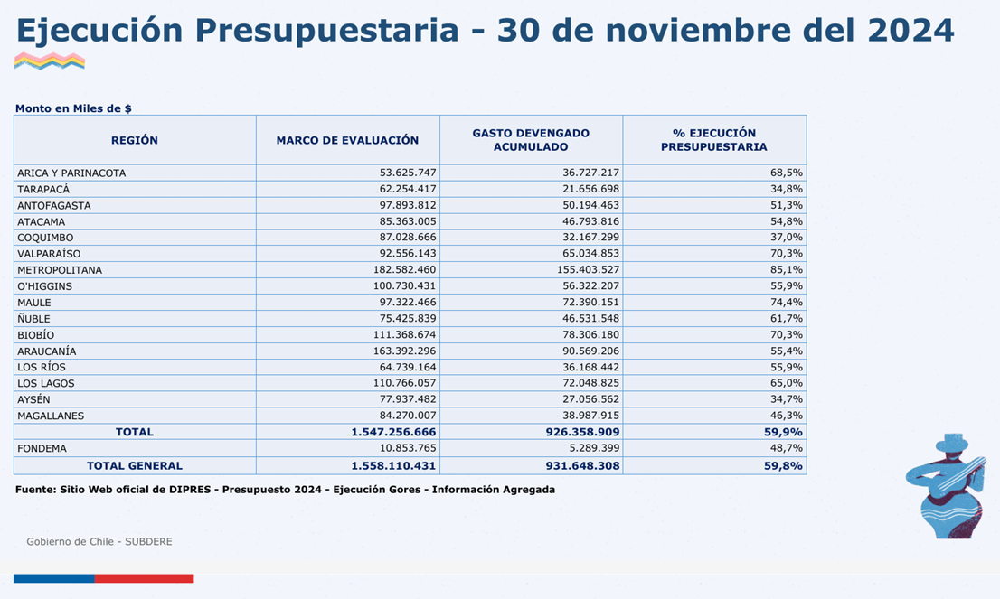 Ejecución Presupuestaria - 30 de noviembre del 2024
Monto en Miles de $
REGIÓN MARCO DE EVALUACIÓN GASTO DEVENGADO ACUMULADO % EJECUCIÓN PRESUPUESTARIA
ARICA Y PARINACOTA 53.625.747 36.727.217 68,5%
TARAPACÁ 62.254.417 21.656.698 34,8%
ANTOFAGASTA 97.893.812 50.194.463 51,3%
ATACAMA 85.363.005 46.793.816 54,8%
COQUIMBO 87.028.666 32.167.299 37,0%
VALPARAÍSO 92.556.143 65.034.853 70,3%
METROPOLITANA 182.582.460 155.403.527 85,1%
O'HIGGINS 100.730.431 56.322.207 55,9%
MAULE 97.322.466 72.390.151 74,4%
ÑUBLE 75.425.839 46.531.548 61,7%
BIOBÍO 111.368.674 78.306.180 70,3%
ARAUCANÍA 163.392.296 90.569.206 55,4%
LOS RÍOS 64.739.164 36.168.442 55,9%
LOS LAGOS 110.766.057 72.048.825 65,0%
AYSÉN 77.937.482 27.056.562 34,7%
MAGALLANES 84.270.007 38.987.915 46,3%
TOTAL 1.547.256.666 926.358.909 59,9%
FONDEMA 10.853.765 5.289.399 48,7%
TOTAL GENERAL 1.558.110.431 931.648.308 59,8%
Fuente: Sitio Web oficial de DIPRES - Presupuesto 2024 - Ejecución Gores - Información Agregada
Gobierno de Chile - SUBDERE